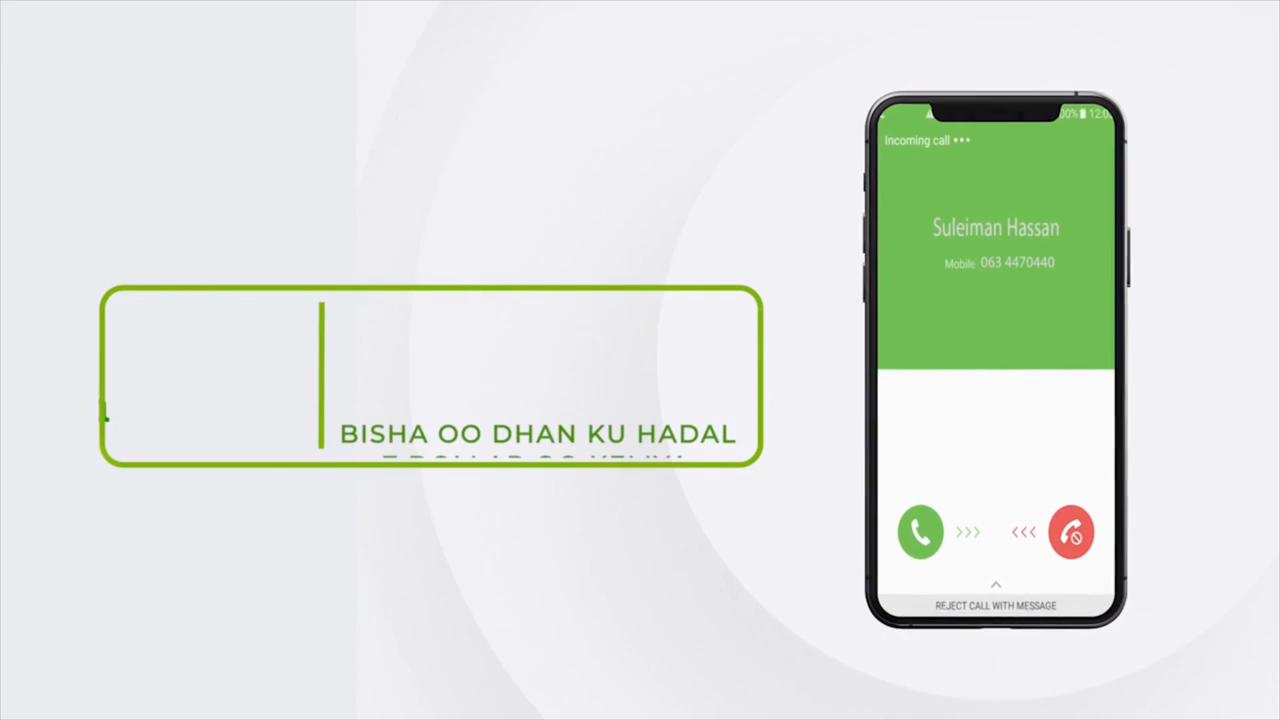 Incoming call •••
Suleiman Hassan
Mobile 063 4470440
BISHA OO DHAN KU HADAL
REJECT CALL WITH MESSAGE